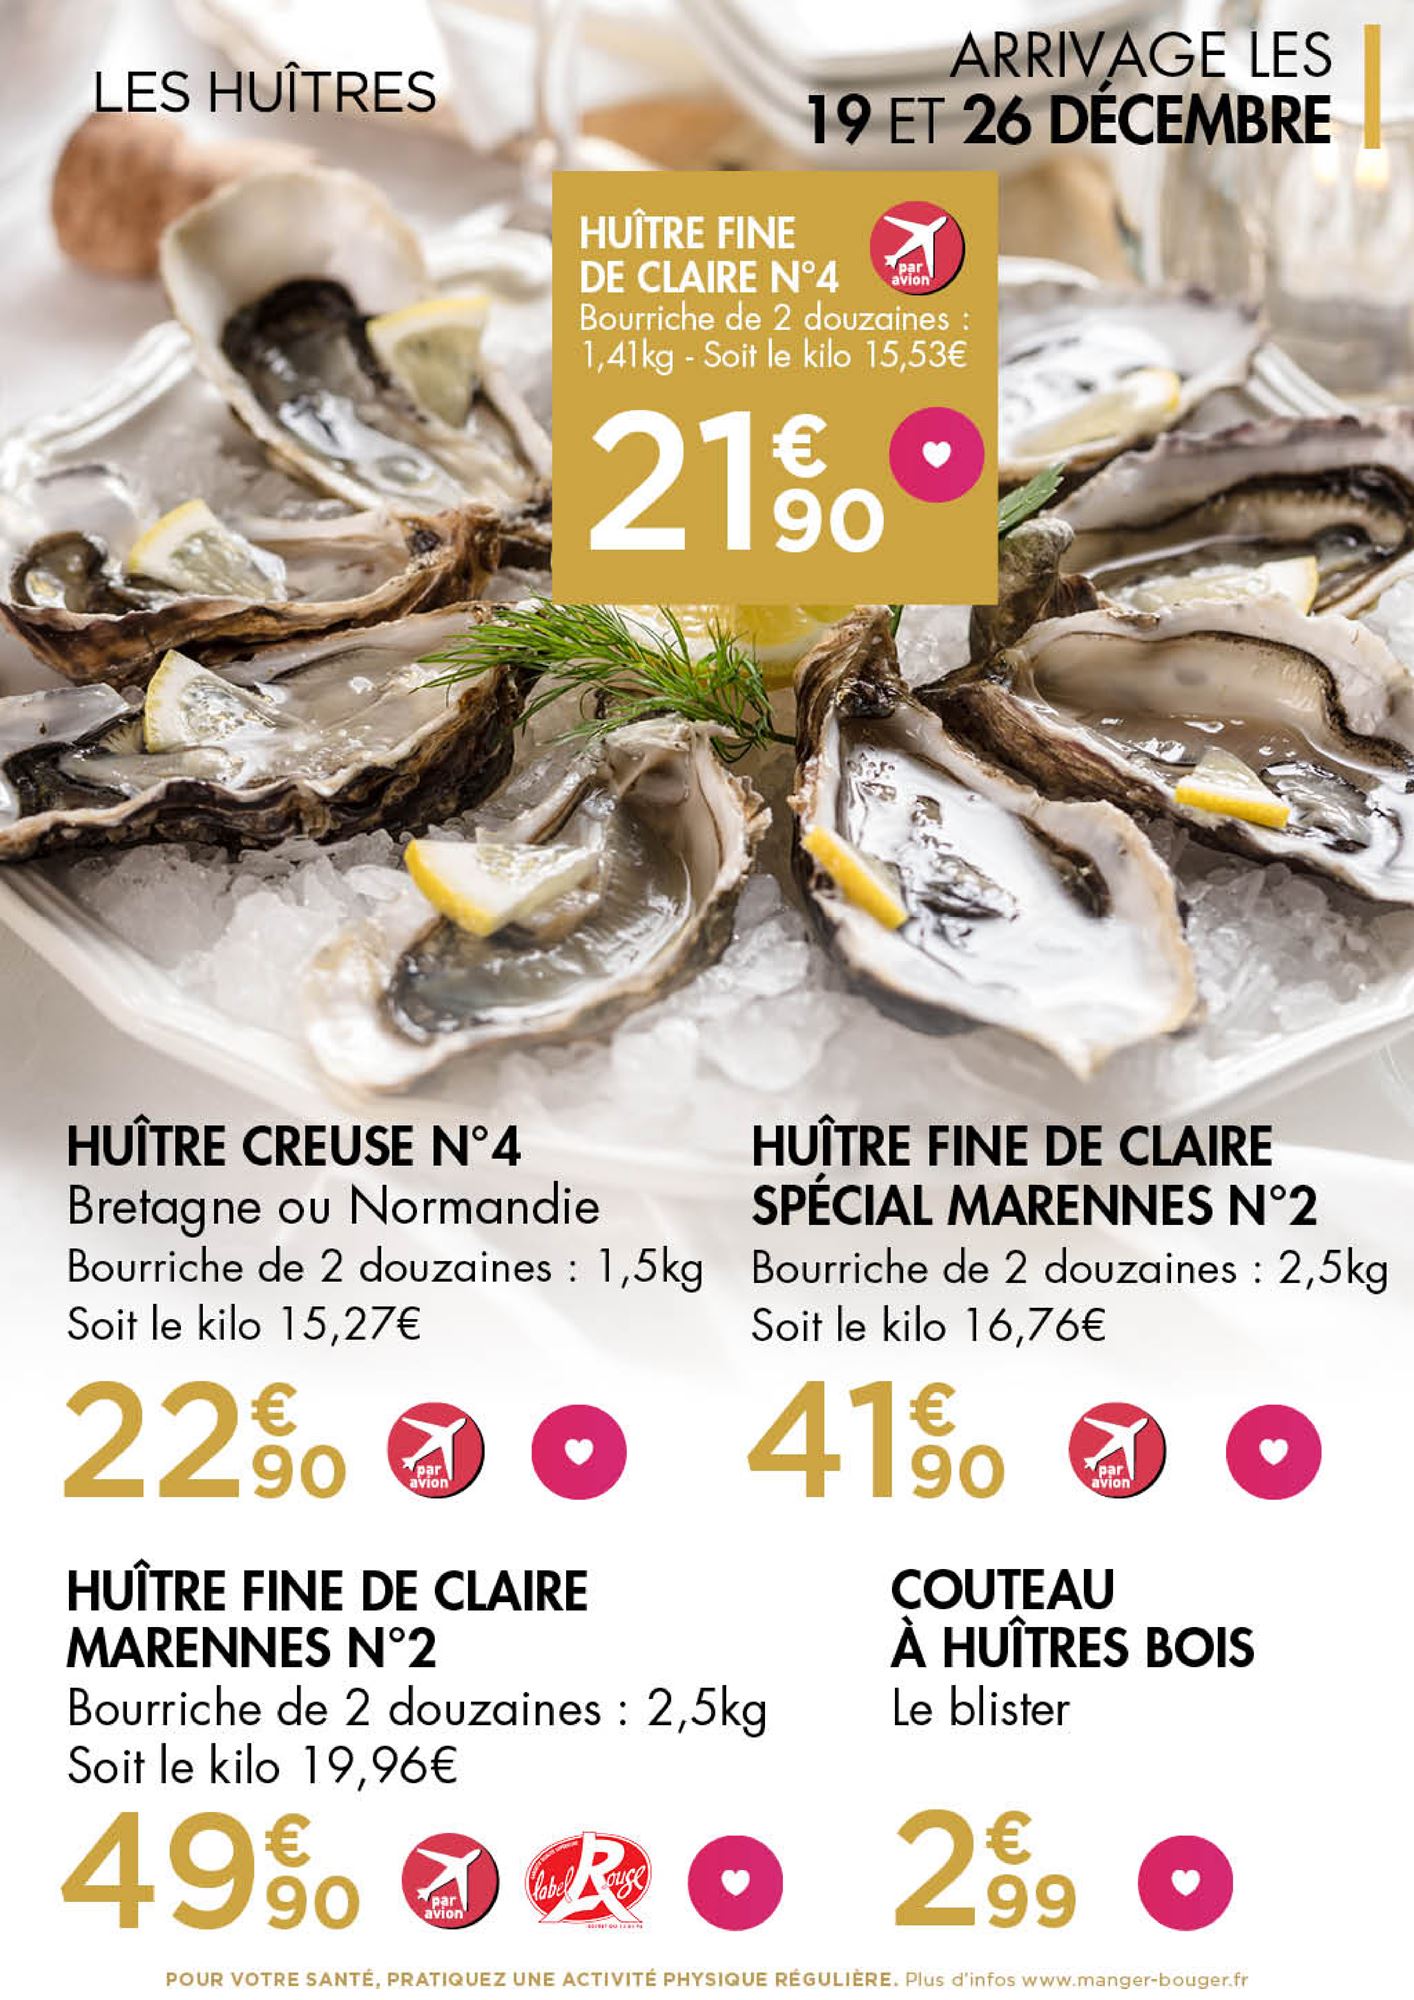 LES HUÎTRES
ARRIVAGE LES
19 ET 26 DÉCEMBRE
HUÎTRE FINE
DE CLAIRE N°4
par
avion
Bourriche de 2 douzaines :
1,41kg - Soit le kilo 15,53€
21€90
HUÎTRE CREUSE N°4
Bretagne ou Normandie
Bourriche de 2 douzaines : 1,5kg
Soit le kilo 15,27€
22€90
par
avion
HUÎTRE FINE DE CLAIRE
SPÉCIAL MARENNES N°2
Bourriche de 2 douzaines : 2,5kg
Soit le kilo 16,76€
41€90
par
avion
HUÎTRE FINE DE CLAIRE
MARENNES N°2
Bourriche de 2 douzaines : 2,5kg
Soit le kilo 19,96€
49€90
par
avion
Label Rouge
COUTEAU
À HUÎTRES BOIS
Le blister
2€99
POUR VOTRE SANTÉ, PRATIQUEZ UNE ACTIVITÉ PHYSIQUE RÉGULIÈRE. Plus d'infos www.manger-bouger.fr